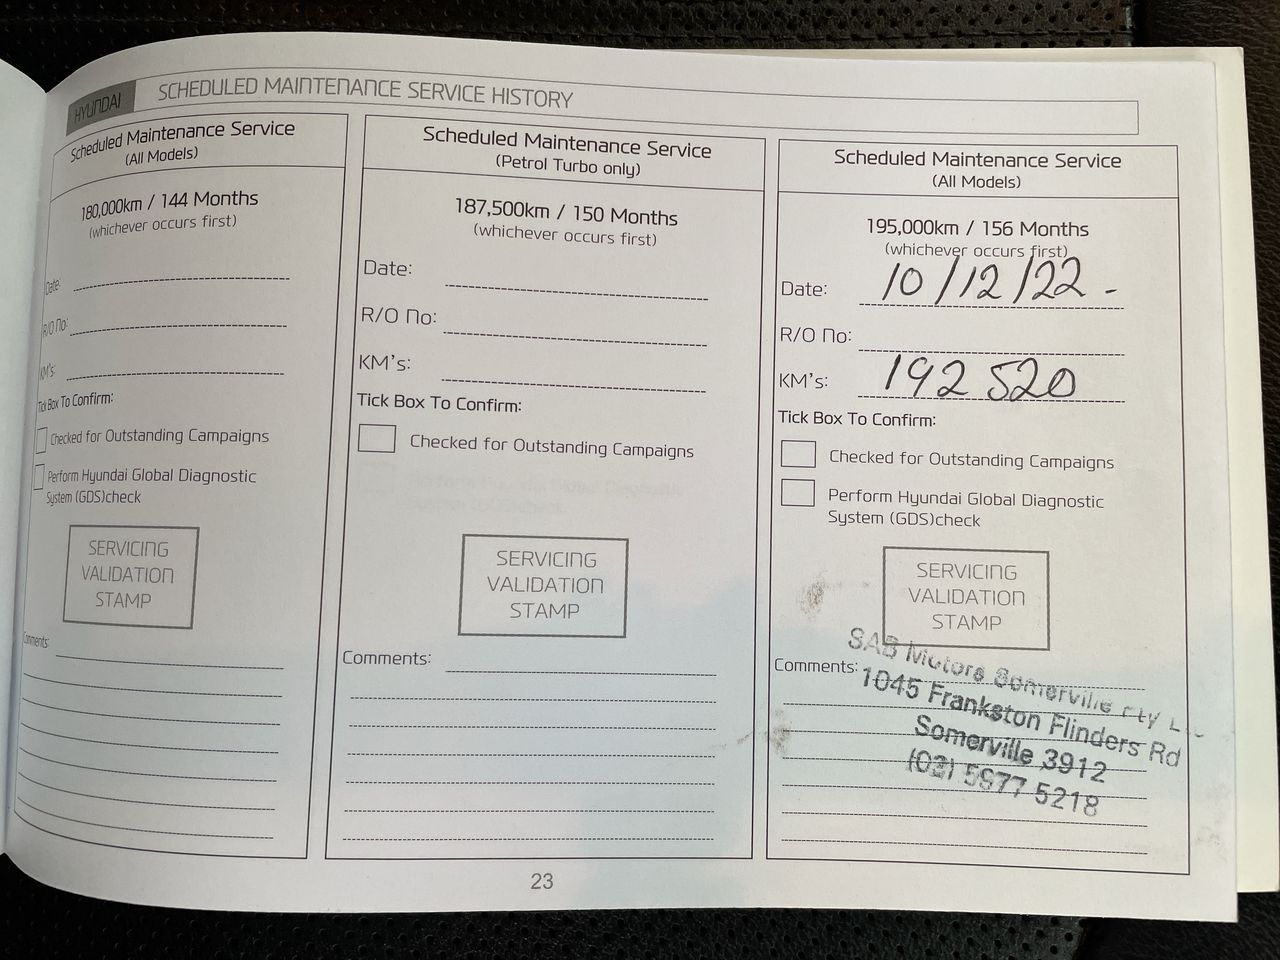 HYUNDAI
SCHEDULED MAINTENANCE SERVICE HISTORY
Scheduled Maintenance Service
(All Models)
180,000km / 144 Months
(whichever occurs first)
Date:
R/O No:
KM's:
Tick Box To Confirm:
Checked for Outstanding Campaigns
Perform Hyundai Global Diagnostic
System (GDS)check
SERVICING
VALIDATION
STAMP
Comments:
Scheduled Maintenance Service
(Petrol Turbo only)
187,500km / 150 Months
(whichever occurs first)
Date:
R/O No:
KM's:
Tick Box To Confirm:
Checked for Outstanding Campaigns
SERVICING
VALIDATION
STAMP
Comments:
Scheduled Maintenance Service
(All Models)
195,000km / 156 Months
(whichever occurs first)
Date: 10/12/22 -
R/O No:
KM's: 192 520
Tick Box To Confirm:
Checked for Outstanding Campaigns
Perform Hyundai Global Diagnostic
System (GDS)check
SERVICING
VALIDATION
STAMP
Comments:
SAB Motors Somerville Pty
1045 Frankston Flinders Rd
Somerville 3912
(03) 5977 5218
23